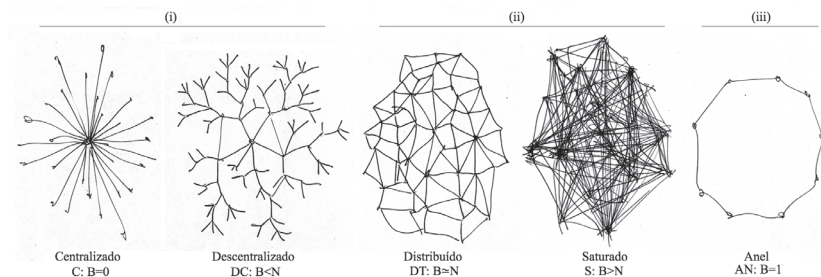 (i)
(ii)
(iii)
Centralizado
C: B=0
Descentralizado
DC: B<N
Distribuído
DT: B≃N
Saturado
S: B>N
Anel
AN: B=1